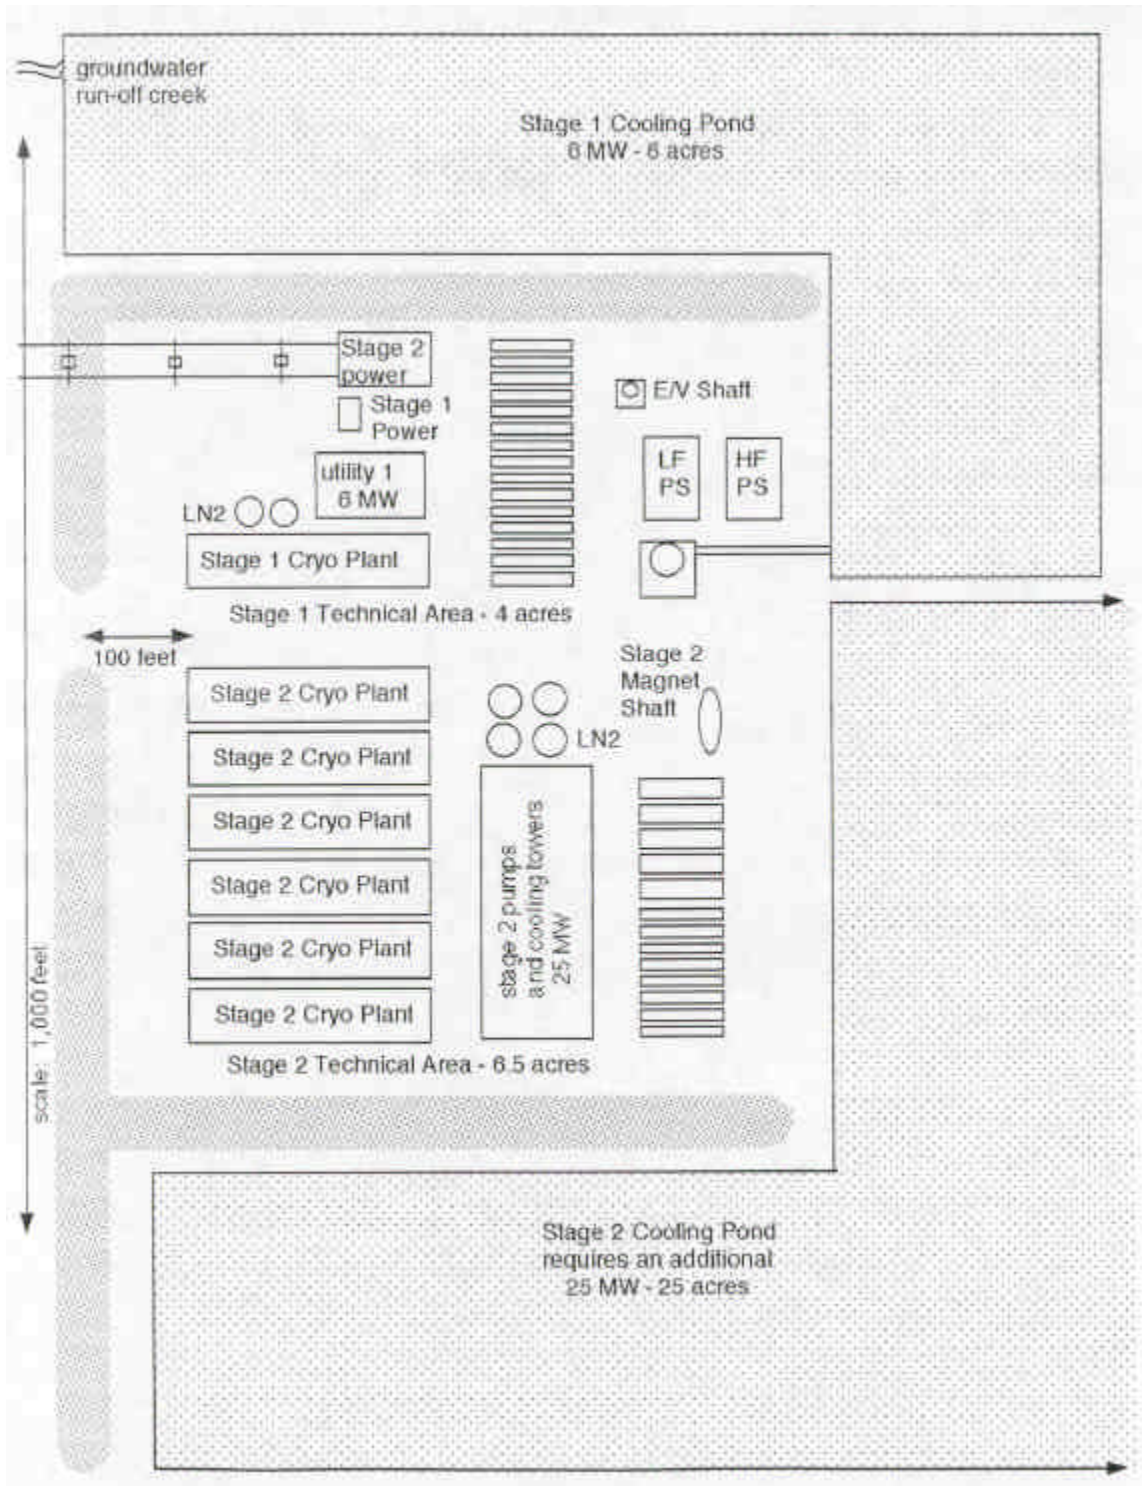 groundwater
run-off creek
Stage 1 Cooling Pond
6 MW - 6 acres
Stage 2
power
Stage 1
Power
E/V Shaft
utility 1
6 MW
LF
PS
HF
PS
LN2
Stage 1 Cryo Plant
Stage 1 Technical Area - 4 acres
100 feet
Stage 2
Magnet
Shaft
Stage 2 Cryo Plant
LN2
Stage 2 Cryo Plant
Stage 2 Cryo Plant
Stage 2 Cryo Plant
Stage 2 Cryo Plant
Stage 2 Cryo Plant
stage 2 pumps
and cooling towers
25 MW
scale: 1,000 feet
Stage 2 Technical Area - 6.5 acres
Stage 2 Cooling Pond
requires an additional
25 MW - 25 acres